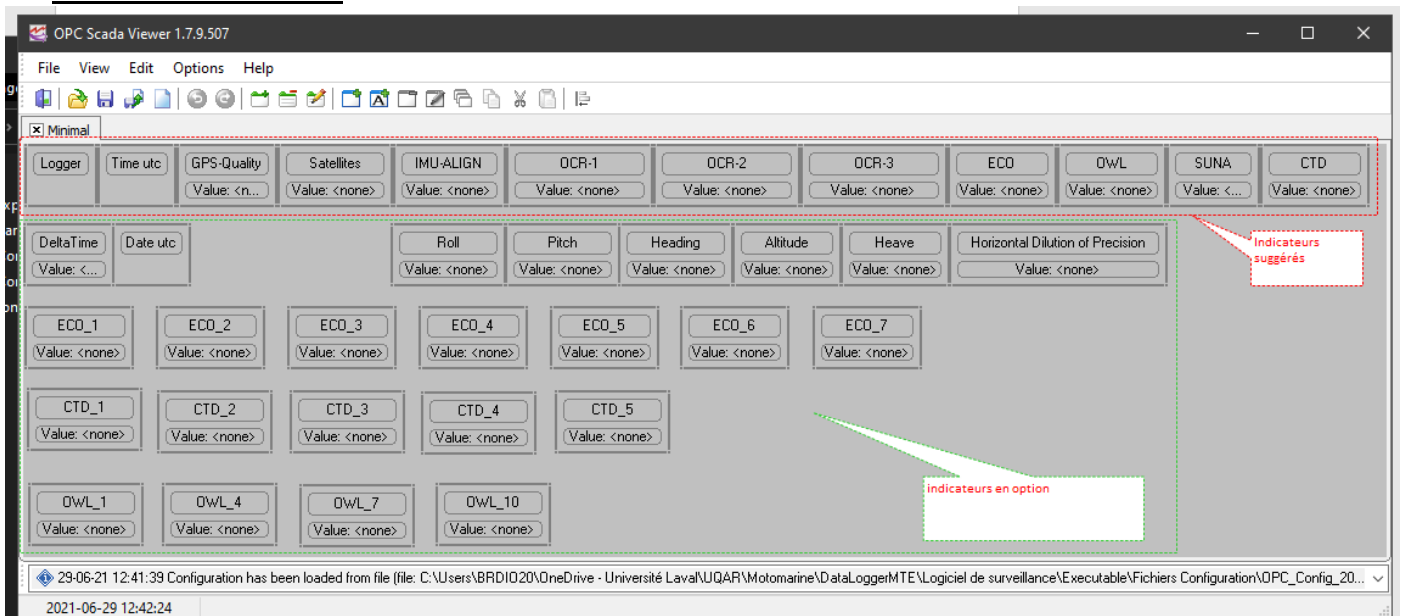 OPC Scada Viewer 1.7.9.507
File View Edit Options Help
Minimal
Logger Time utc GPS-Quality Satellites IMU-ALIGN OCR-1 OCR-2 OCR-3 ECO OWL SUNA CTD
Value: <n... Value: <none> Value: <none> Value: <none> Value: <none> Value: <none> Value: <none> Value: <none> Value: <... Value: <none>
DeltaTime Date utc Roll Pitch Heading Altitude Heave Horizontal Dilution of Precision
Value: <... Value: <none> Value: <none> Value: <none> Value: <none> Value: <none> Value: <none>
Indicateurs
suggérés
ECO_1 ECO_2 ECO_3 ECO_4 ECO_5 ECO_6 ECO_7
Value: <none> Value: <none> Value: <none> Value: <none> Value: <none> Value: <none> Value: <none>
CTD_1 CTD_2 CTD_3 CTD_4 CTD_5
Value: <none> Value: <none> Value: <none> Value: <none> Value: <none>
indicateurs en option
OWL_1 OWL_4 OWL_7 OWL_10
Value: <none> Value: <none> Value: <none> Value: <none>
29-06-21 12:41:39 Configuration has been loaded from file (file: C:\Users\BRDIO20\OneDrive - Université Laval\UQAR\Motomarine\DataLoggerMTE\Logiciel de surveillance\Executable\Fichiers Configuration\OPC_Config_20...
2021-06-29 12:42:24